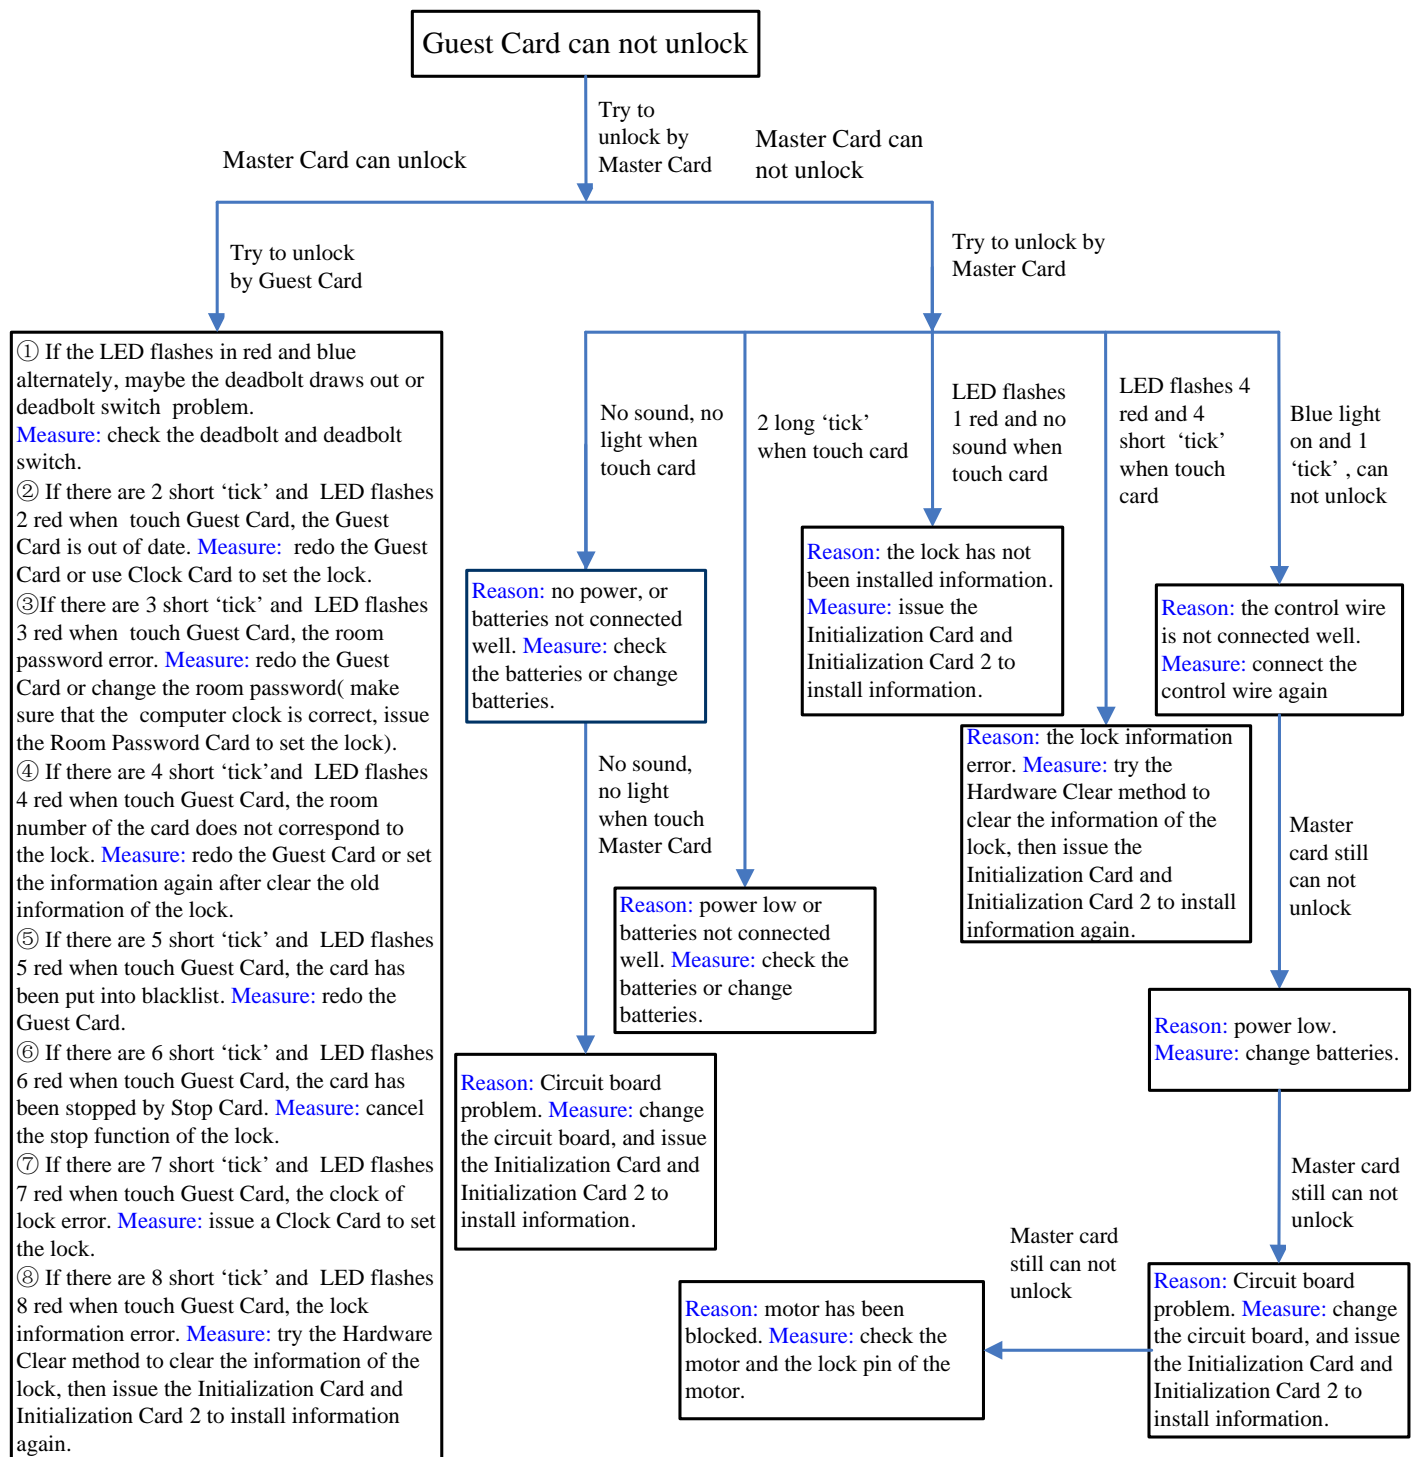 Guest Card can not unlock
Try to
unlock by
Master Card
Master Card can unlock
Master Card can
not unlock
Try to unlock
by Guest Card
Try to unlock by
Master Card
① If the LED flashes in red and blue
alternately, maybe the deadbolt draws out or
deadbolt switch problem.
Measure: check the deadbolt and deadbolt
switch.
② If there are 2 short ‘tick’ and LED flashes
2 red when touch Guest Card, the Guest
Card is out of date. Measure: redo the Guest
Card or use Clock Card to set the lock.
③If there are 3 short ‘tick’ and LED flashes
3 red when touch Guest Card, the room
password error. Measure: redo the Guest
Card or change the room password( make
sure that the computer clock is correct, issue
the Room Password Card to set the lock).
④ If there are 4 short ‘tick’and LED flashes
4 red when touch Guest Card, the room
number of the card does not correspond to
the lock. Measure: redo the Guest Card or set
the information again after clear the old
information of the lock.
⑤ If there are 5 short ‘tick’ and LED flashes
5 red when touch Guest Card, the card has
been put into blacklist. Measure: redo the
Guest Card.
⑥ If there are 6 short ‘tick’ and LED flashes
6 red when touch Guest Card, the card has
been stopped by Stop Card. Measure: cancel
the stop function of the lock.
⑦ If there are 7 short ‘tick’ and LED flashes
7 red when touch Guest Card, the clock of
lock error. Measure: issue a Clock Card to set
the lock.
⑧ If there are 8 short ‘tick’ and LED flashes
8 red when touch Guest Card, the lock
information error. Measure: try the Hardware
Clear method to clear the information of the
lock, then issue the Initialization Card and
Initialization Card 2 to install information
again.
No sound, no
light when
touch card
2 long ‘tick’
when touch card
LED flashes
1 red and no
sound when
touch card
LED flashes 4
red and 4
short ‘tick’
when touch
card
Blue light
on and 1
‘tick’ , can
not unlock
Reason: no power, or
batteries not connected
well. Measure: check
the batteries or change
batteries.
Reason: the lock has not
been installed information.
Measure: issue the
Initialization Card and
Initialization Card 2 to
install information.
Reason: the control wire
is not connected well.
Measure: connect the
control wire again
Reason: the lock information
error. Measure: try the
Hardware Clear method to
clear the information of the
lock, then issue the
Initialization Card and
Initialization Card 2 to install
information again.
No sound,
no light
when touch
Master Card
Master
card still
can not
unlock
Reason: power low or
batteries not connected
well. Measure: check the
batteries or change
batteries.
Reason: power low.
Measure: change batteries.
Reason: Circuit board
problem. Measure: change
the circuit board, and issue
the Initialization Card and
Initialization Card 2 to
install information.
Master card
still can not
unlock
Master card
still can not
unlock
Reason: motor has been
blocked. Measure: check the
motor and the lock pin of the
motor.
Reason: Circuit board
problem. Measure: change
the circuit board, and issue
the Initialization Card and
Initialization Card 2 to
install information.